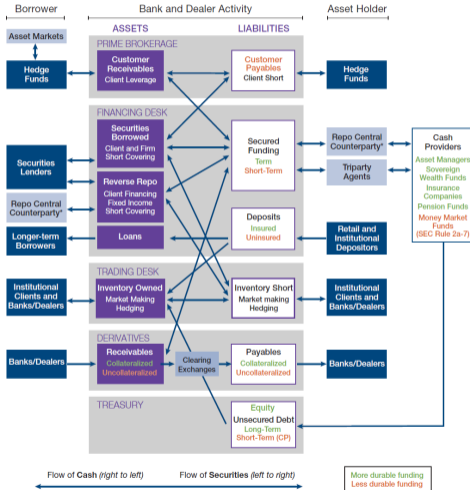 Borrower
Bank and Dealer Activity
Asset Holder
ASSETS
LIABILITIES
Asset Markets
Hedge
Funds
PRIME BROKERAGE
Customer
Receivables
Client Leverage
Customer
Payables
Client Short
Hedge
Funds
FINANCING DESK
Securities
Borrowed
Client and Firm
Short Covering
Secured
Funding
Term
Short-Term
Repo Central
Counterparty*
Triparty
Agents
Cash
Providers
Asset Managers
Sovereign
Wealth Funds
Insurance
Companies
Pension Funds
Money Market
Funds
(SEC Rule 2a-7)
Securities
Lenders
Reverse Repo
Client Financing
Fixed Income
Short Covering
Repo Central
Counterparty*
Deposits
Insured
Uninsured
Longer-term
Borrowers
Loans
Retail and
Institutional
Depositors
TRADING DESK
Institutional
Clients and
Banks/Dealers
Inventory Owned
Market Making
Hedging
Inventory Short
Market making
Hedging
Institutional
Clients and
Banks/Dealers
DERIVATIVES
Banks/Dealers
Receivables
Collateralized
Uncollateralized
Clearing
Exchanges
Payables
Collateralized
Uncollateralized
Banks/Dealers
TREASURY
Equity
Unsecured Debt
Long-Term
Short-Term (CP)
Flow of Cash (right to left)
Flow of Securities (left to right)
More durable funding
Less durable funding